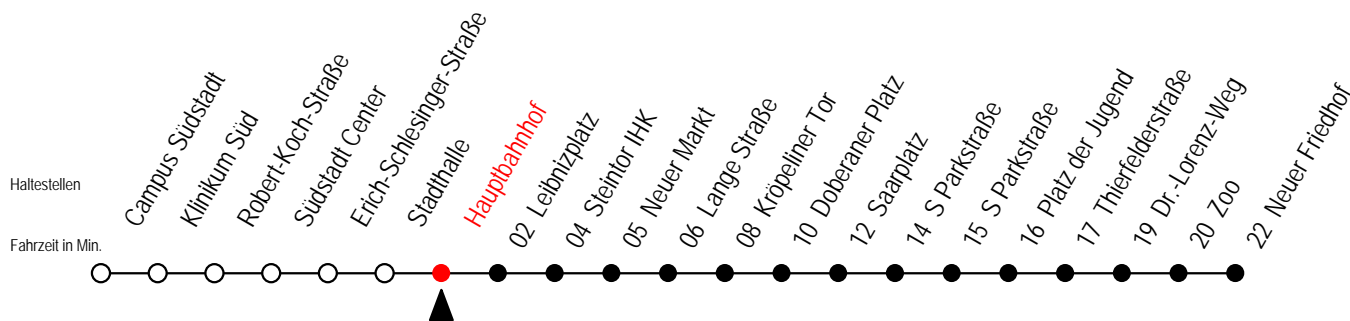 Haltestellen
Fahrzeit in Min.
Campus Südstadt
Klinikum Süd
Robert-Koch-Straße
Südstadt Center
Erich-Schlesinger-Straße
Stadthalle
Hauptbahnhof
02 Leibnizplatz
04 Steintor IHK
05 Neuer Markt
06 Lange Straße
08 Kröpeliner Tor
10 Doberaner Platz
12 Saarplatz
14 S Parkstraße
15 S Parkstraße
16 Platz der Jugend
17 Thierfelderstraße
19 Dr.-Lorenz-Weg
20 Zoo
22 Neuer Friedhof